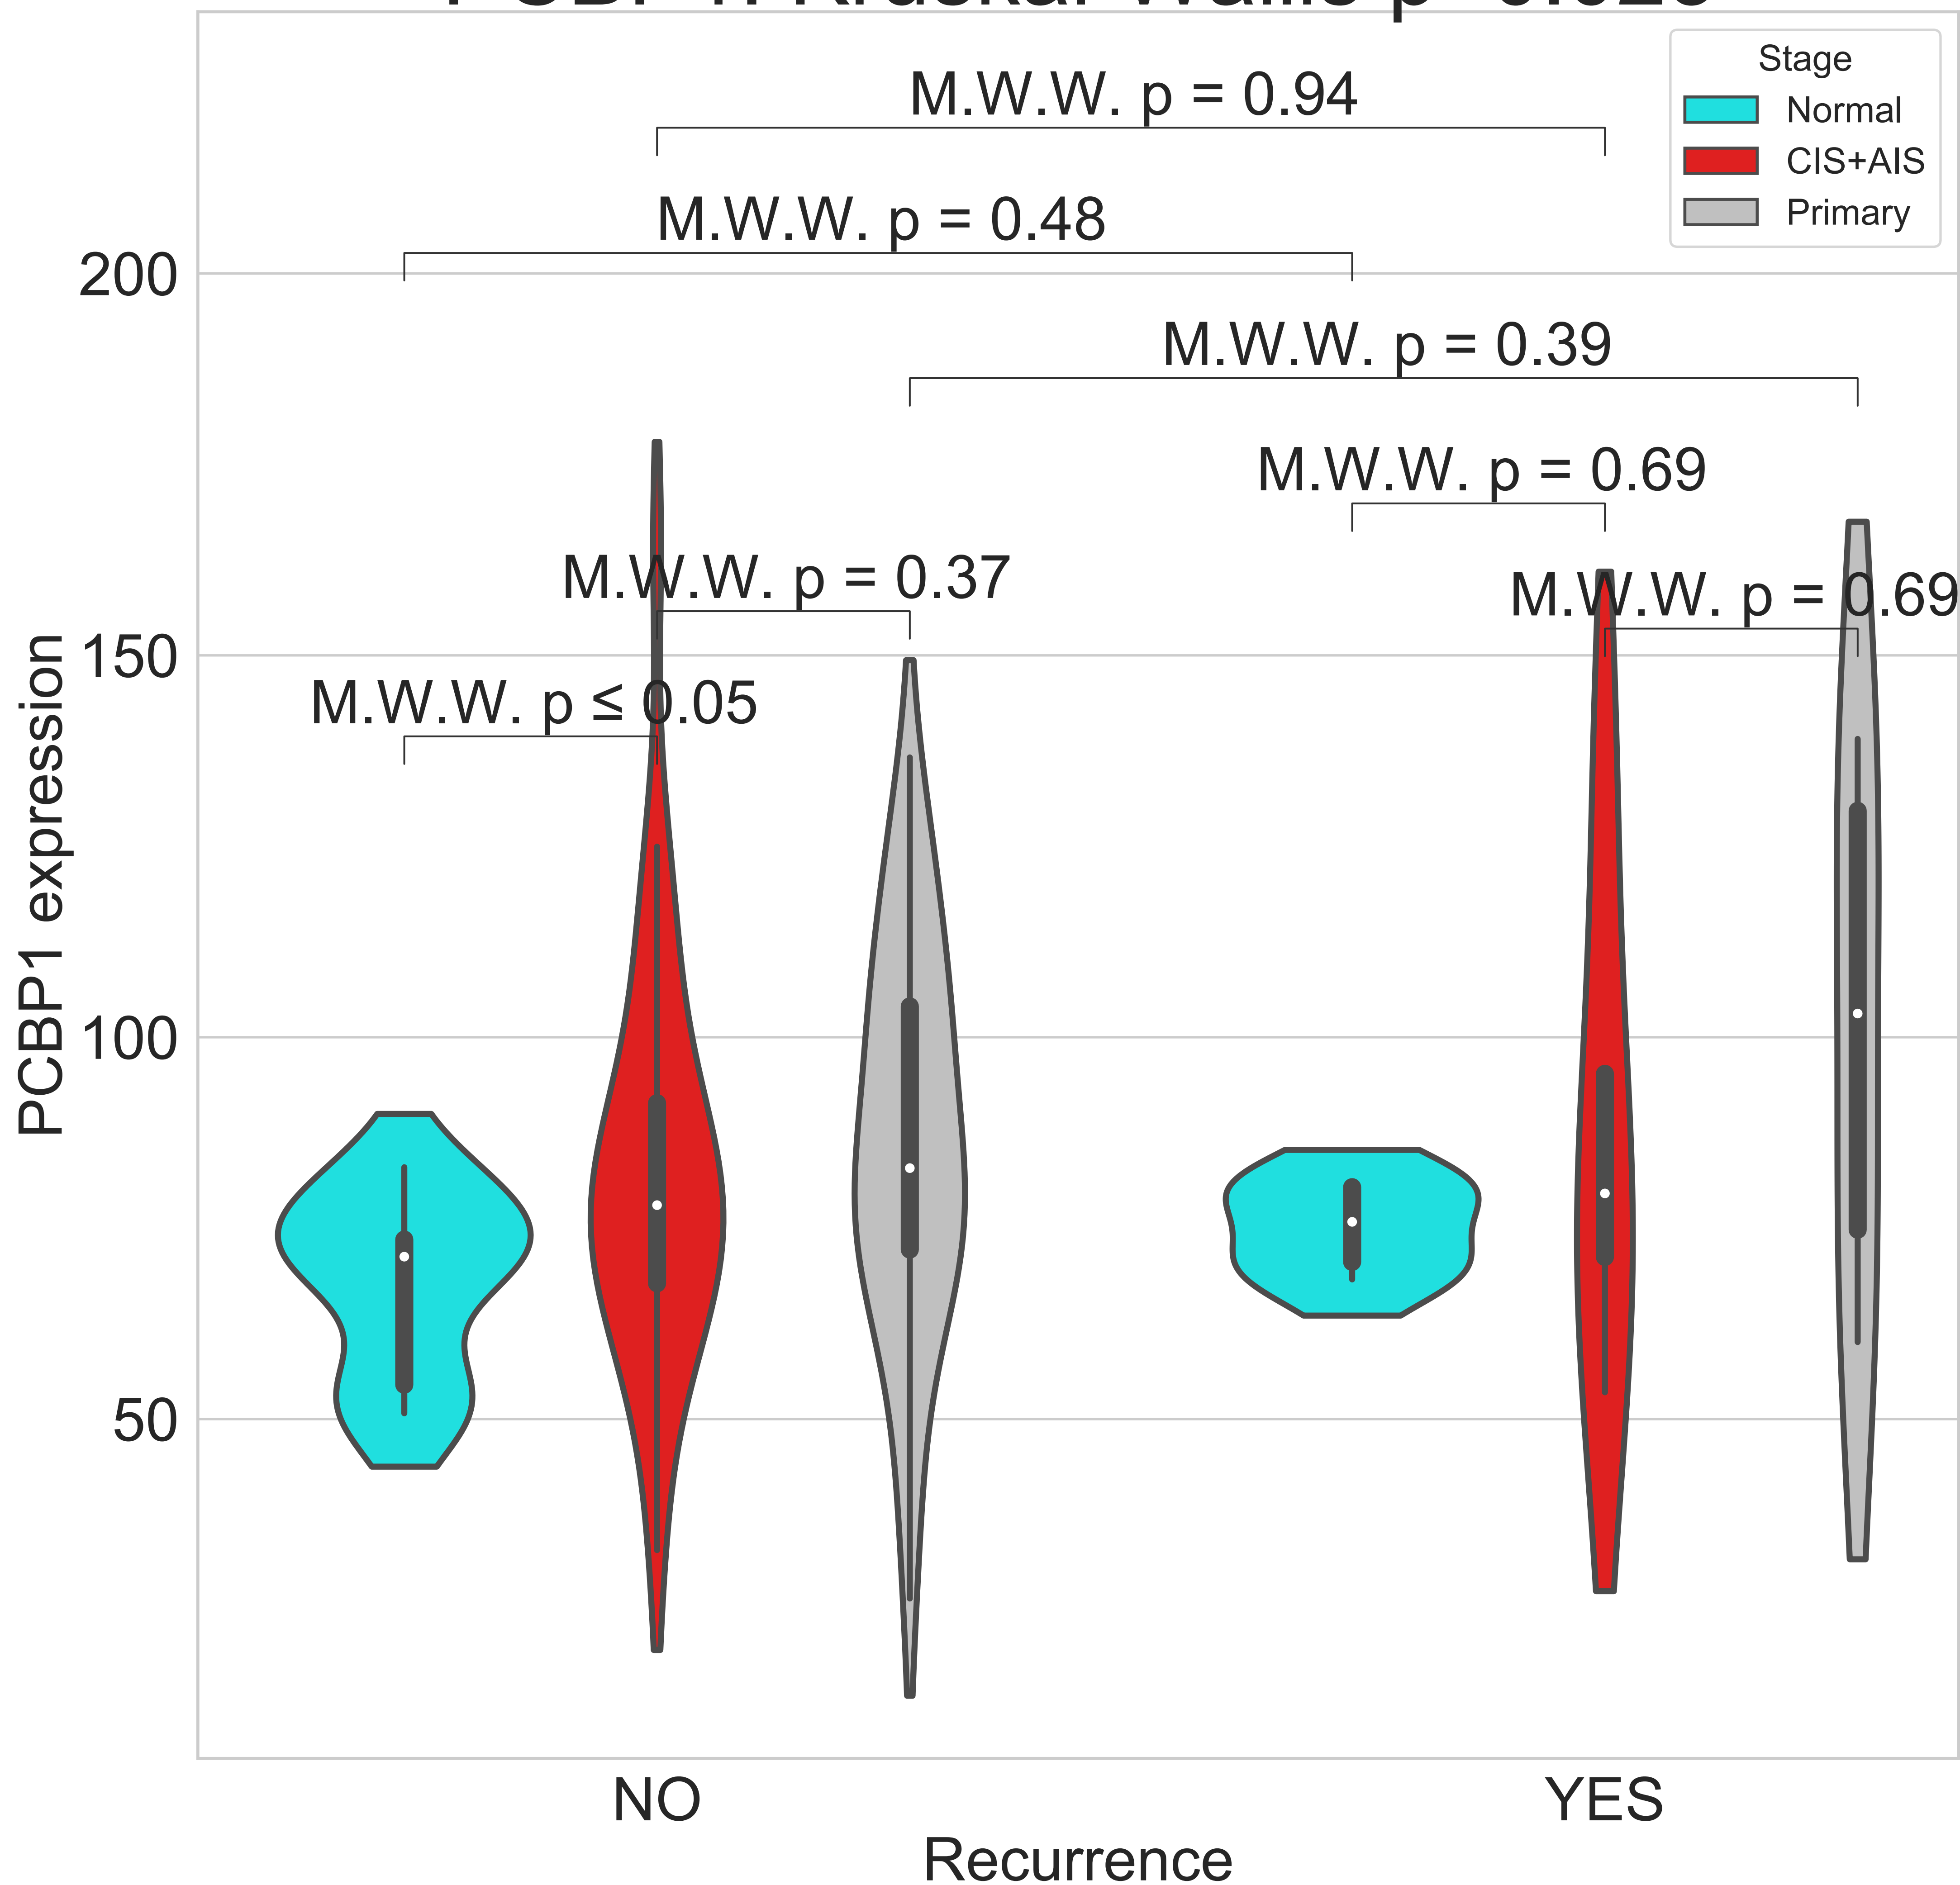 Stage
Normal
CIS+AIS
Primary
M.W.W. p = 0.94
M.W.W. p = 0.48
M.W.W. p = 0.39
M.W.W. p = 0.69
M.W.W. p = 0.37
M.W.W. p = 0.69
M.W.W. p ≤ 0.05
200
150
100
50
PCBP1 expression
NO
YES
Recurrence